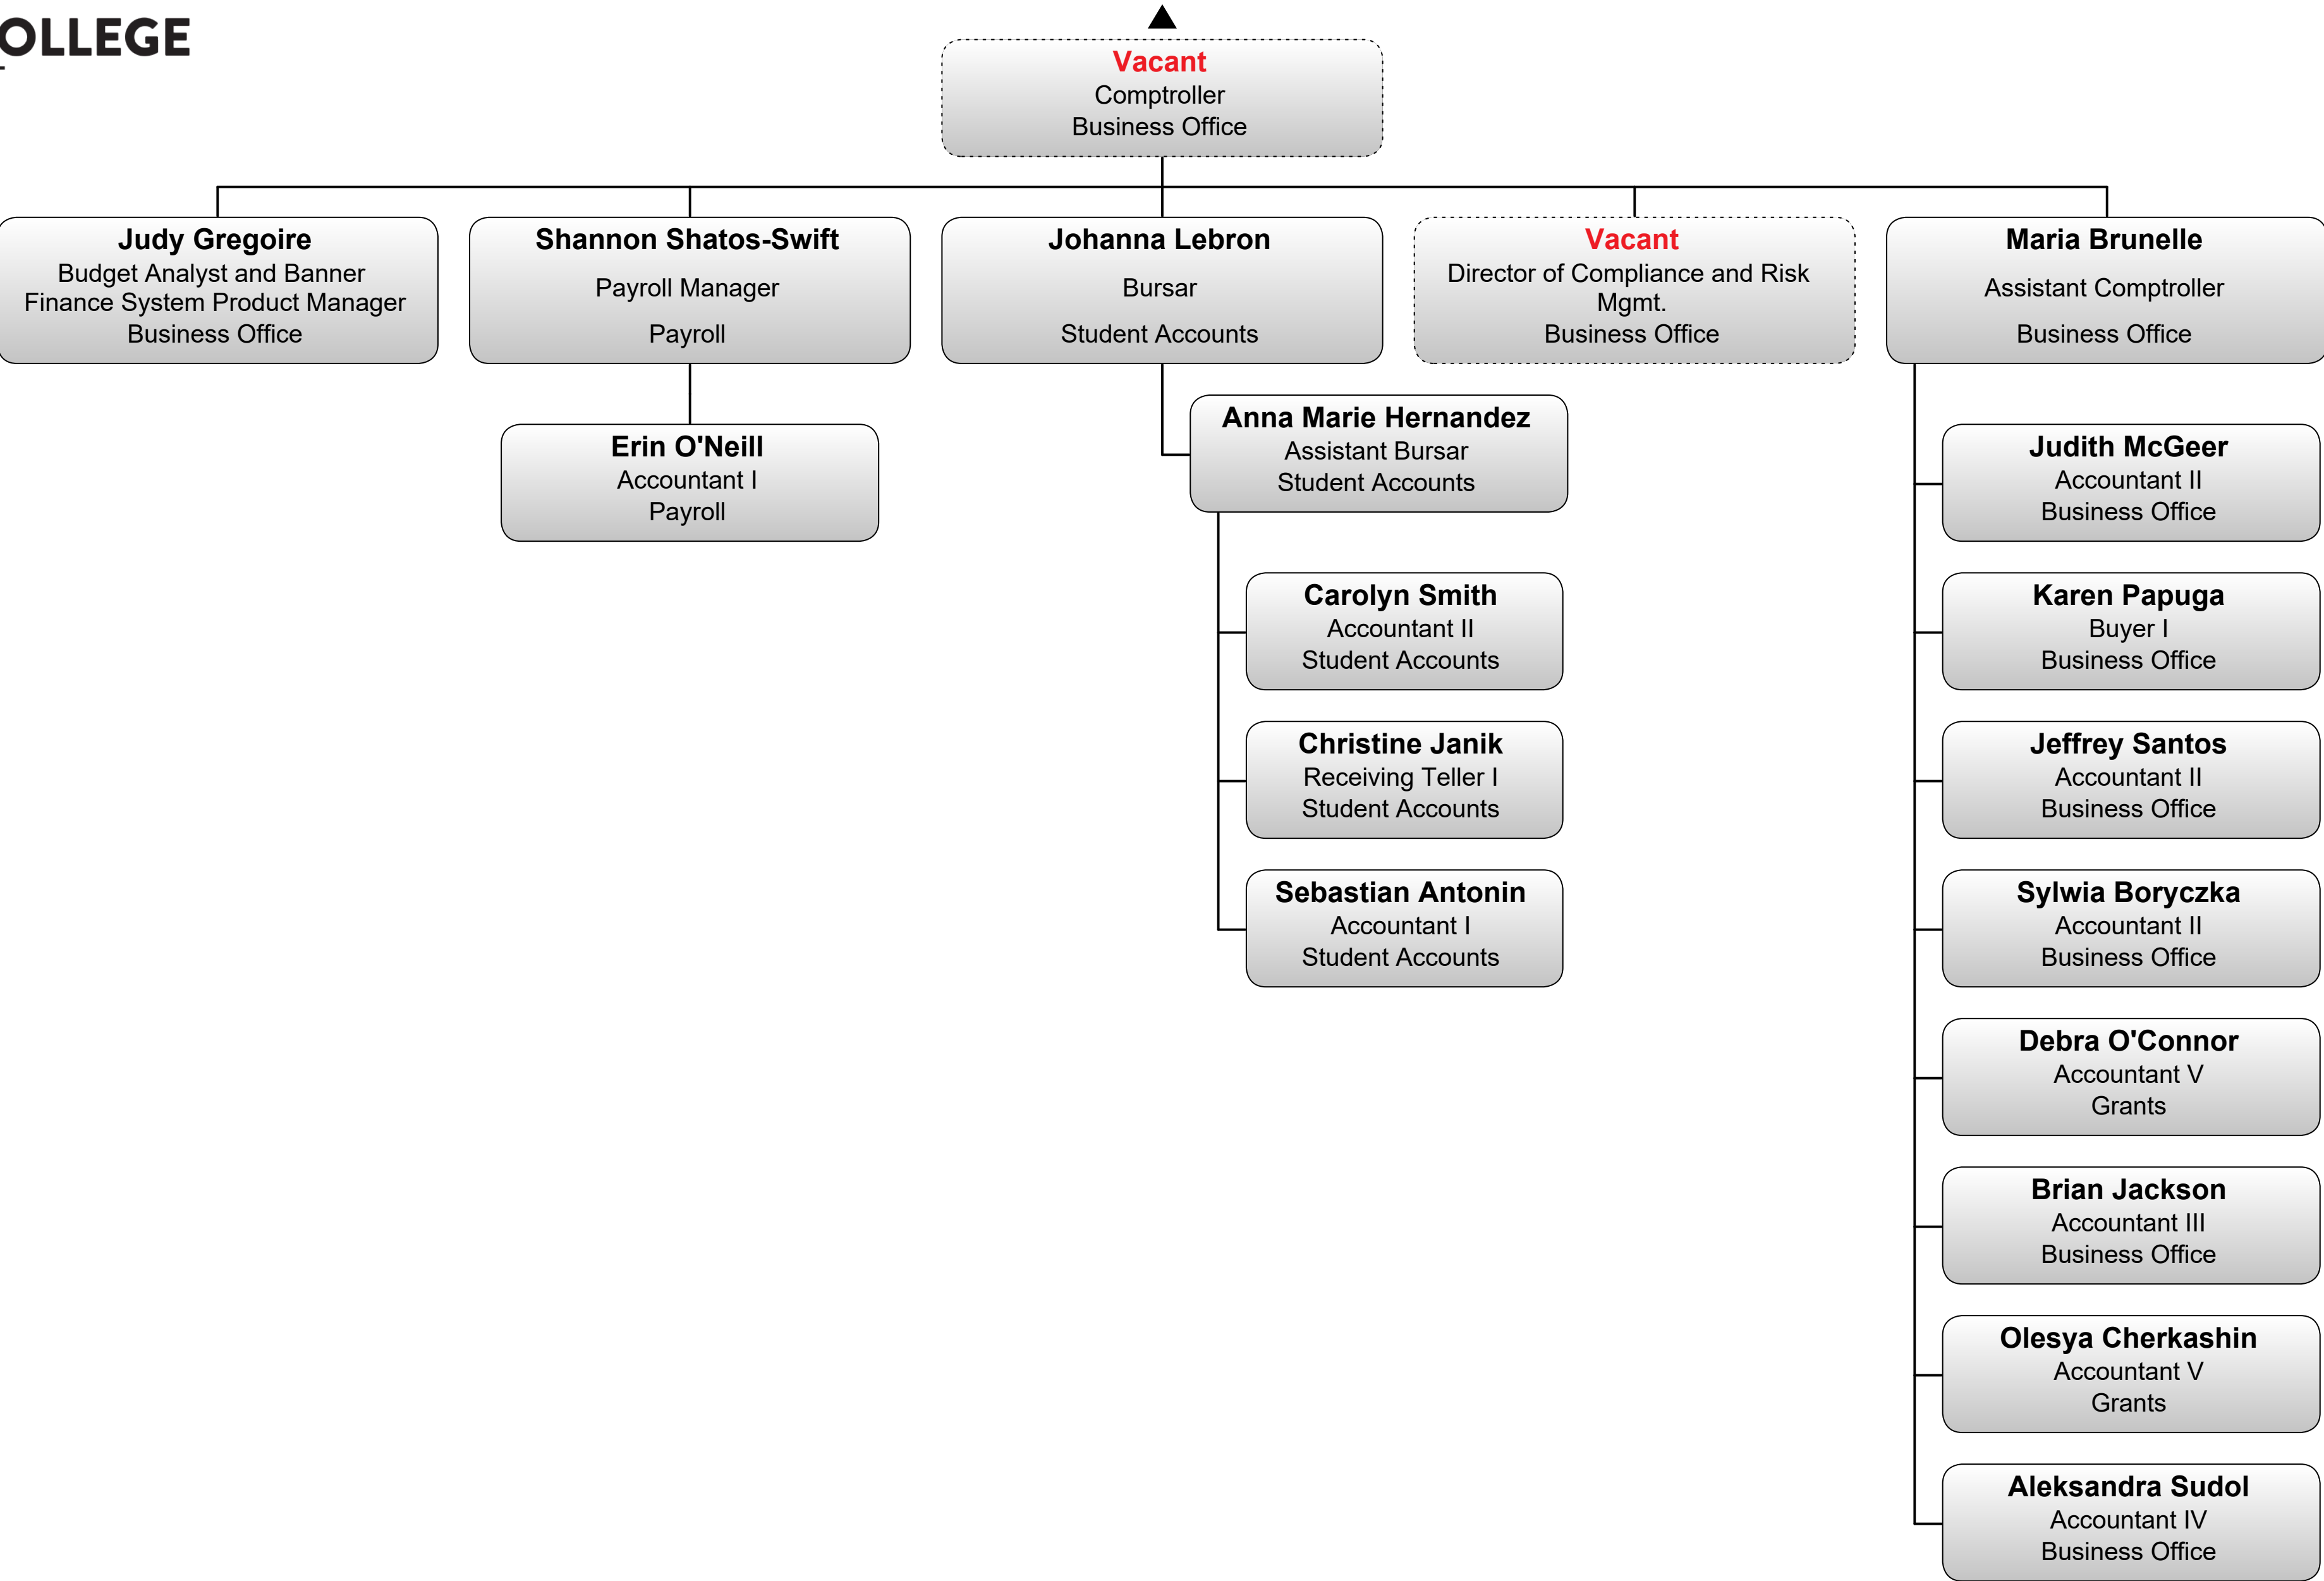 OLLEGE
Vacant
Comptroller
Business Office
Judy Gregoire
Budget Analyst and Banner
Finance System Product Manager
Business Office
Shannon Shatos-Swift
Payroll Manager
Payroll
Johanna Lebron
Bursar
Student Accounts
Vacant
Director of Compliance and Risk
Mgmt.
Business Office
Maria Brunelle
Assistant Comptroller
Business Office
Erin O'Neill
Accountant I
Payroll
Anna Marie Hernandez
Assistant Bursar
Student Accounts
Carolyn Smith
Accountant II
Student Accounts
Christine Janik
Receiving Teller I
Student Accounts
Sebastian Antonin
Accountant I
Student Accounts
Judith McGeer
Accountant II
Business Office
Karen Papuga
Buyer I
Business Office
Jeffrey Santos
Accountant II
Business Office
Sylwia Boryczka
Accountant II
Business Office
Debra O'Connor
Accountant V
Grants
Brian Jackson
Accountant III
Business Office
Olesya Cherkashin
Accountant V
Grants
Aleksandra Sudol
Accountant IV
Business Office